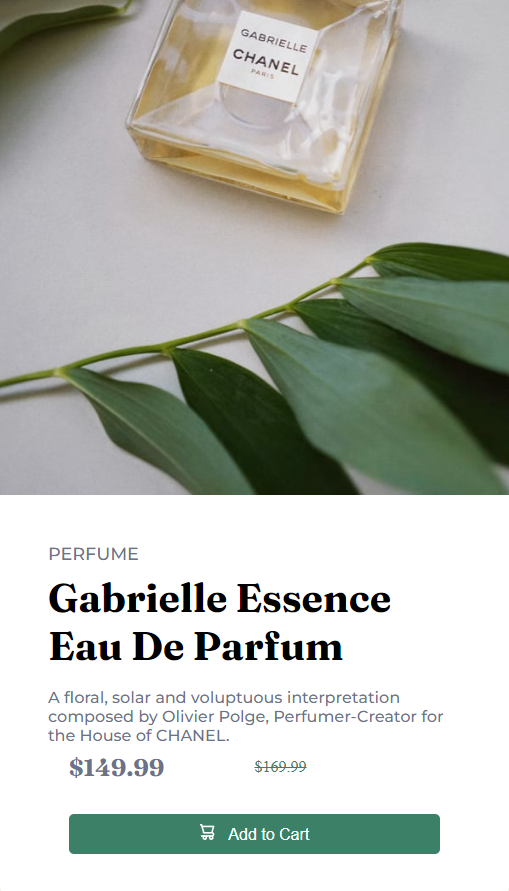 GABRIELLE
CHANEL
PARIS
PERFUME
Gabrielle Essence
Eau De Parfum
A floral, solar and voluptuous interpretation
composed by Olivier Polge, Perfumer-Creator for
the House of CHANEL.
$149.99 $169.99
Add to Cart